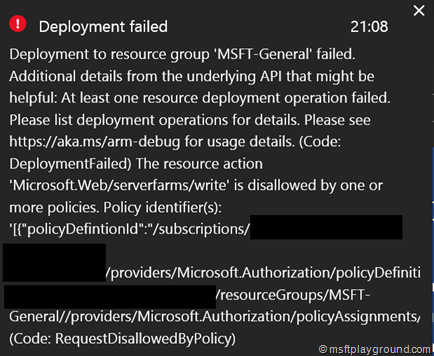 Deployment failed 21:08
Deployment to resource group 'MSFT-General' failed.
Additional details from the underlying API that might be
helpful: At least one resource deployment operation failed.
Please list deployment operations for details. Please see
https://aka.ms/arm-debug for usage details. (Code:
DeploymentFailed) The resource action
'Microsoft.Web/serverfarms/write' is disallowed by one or
more policies. Policy identifier(s):
'[{"policyDefintionId":"/subscriptions/
/providers/Microsoft.Authorization/policyDefiniti
/resourceGroups/MSFT-
General//providers/Microsoft.Authorization/policyAssignments/
(Code: RequestDisallowedByPolicy)
© msftplayground.com